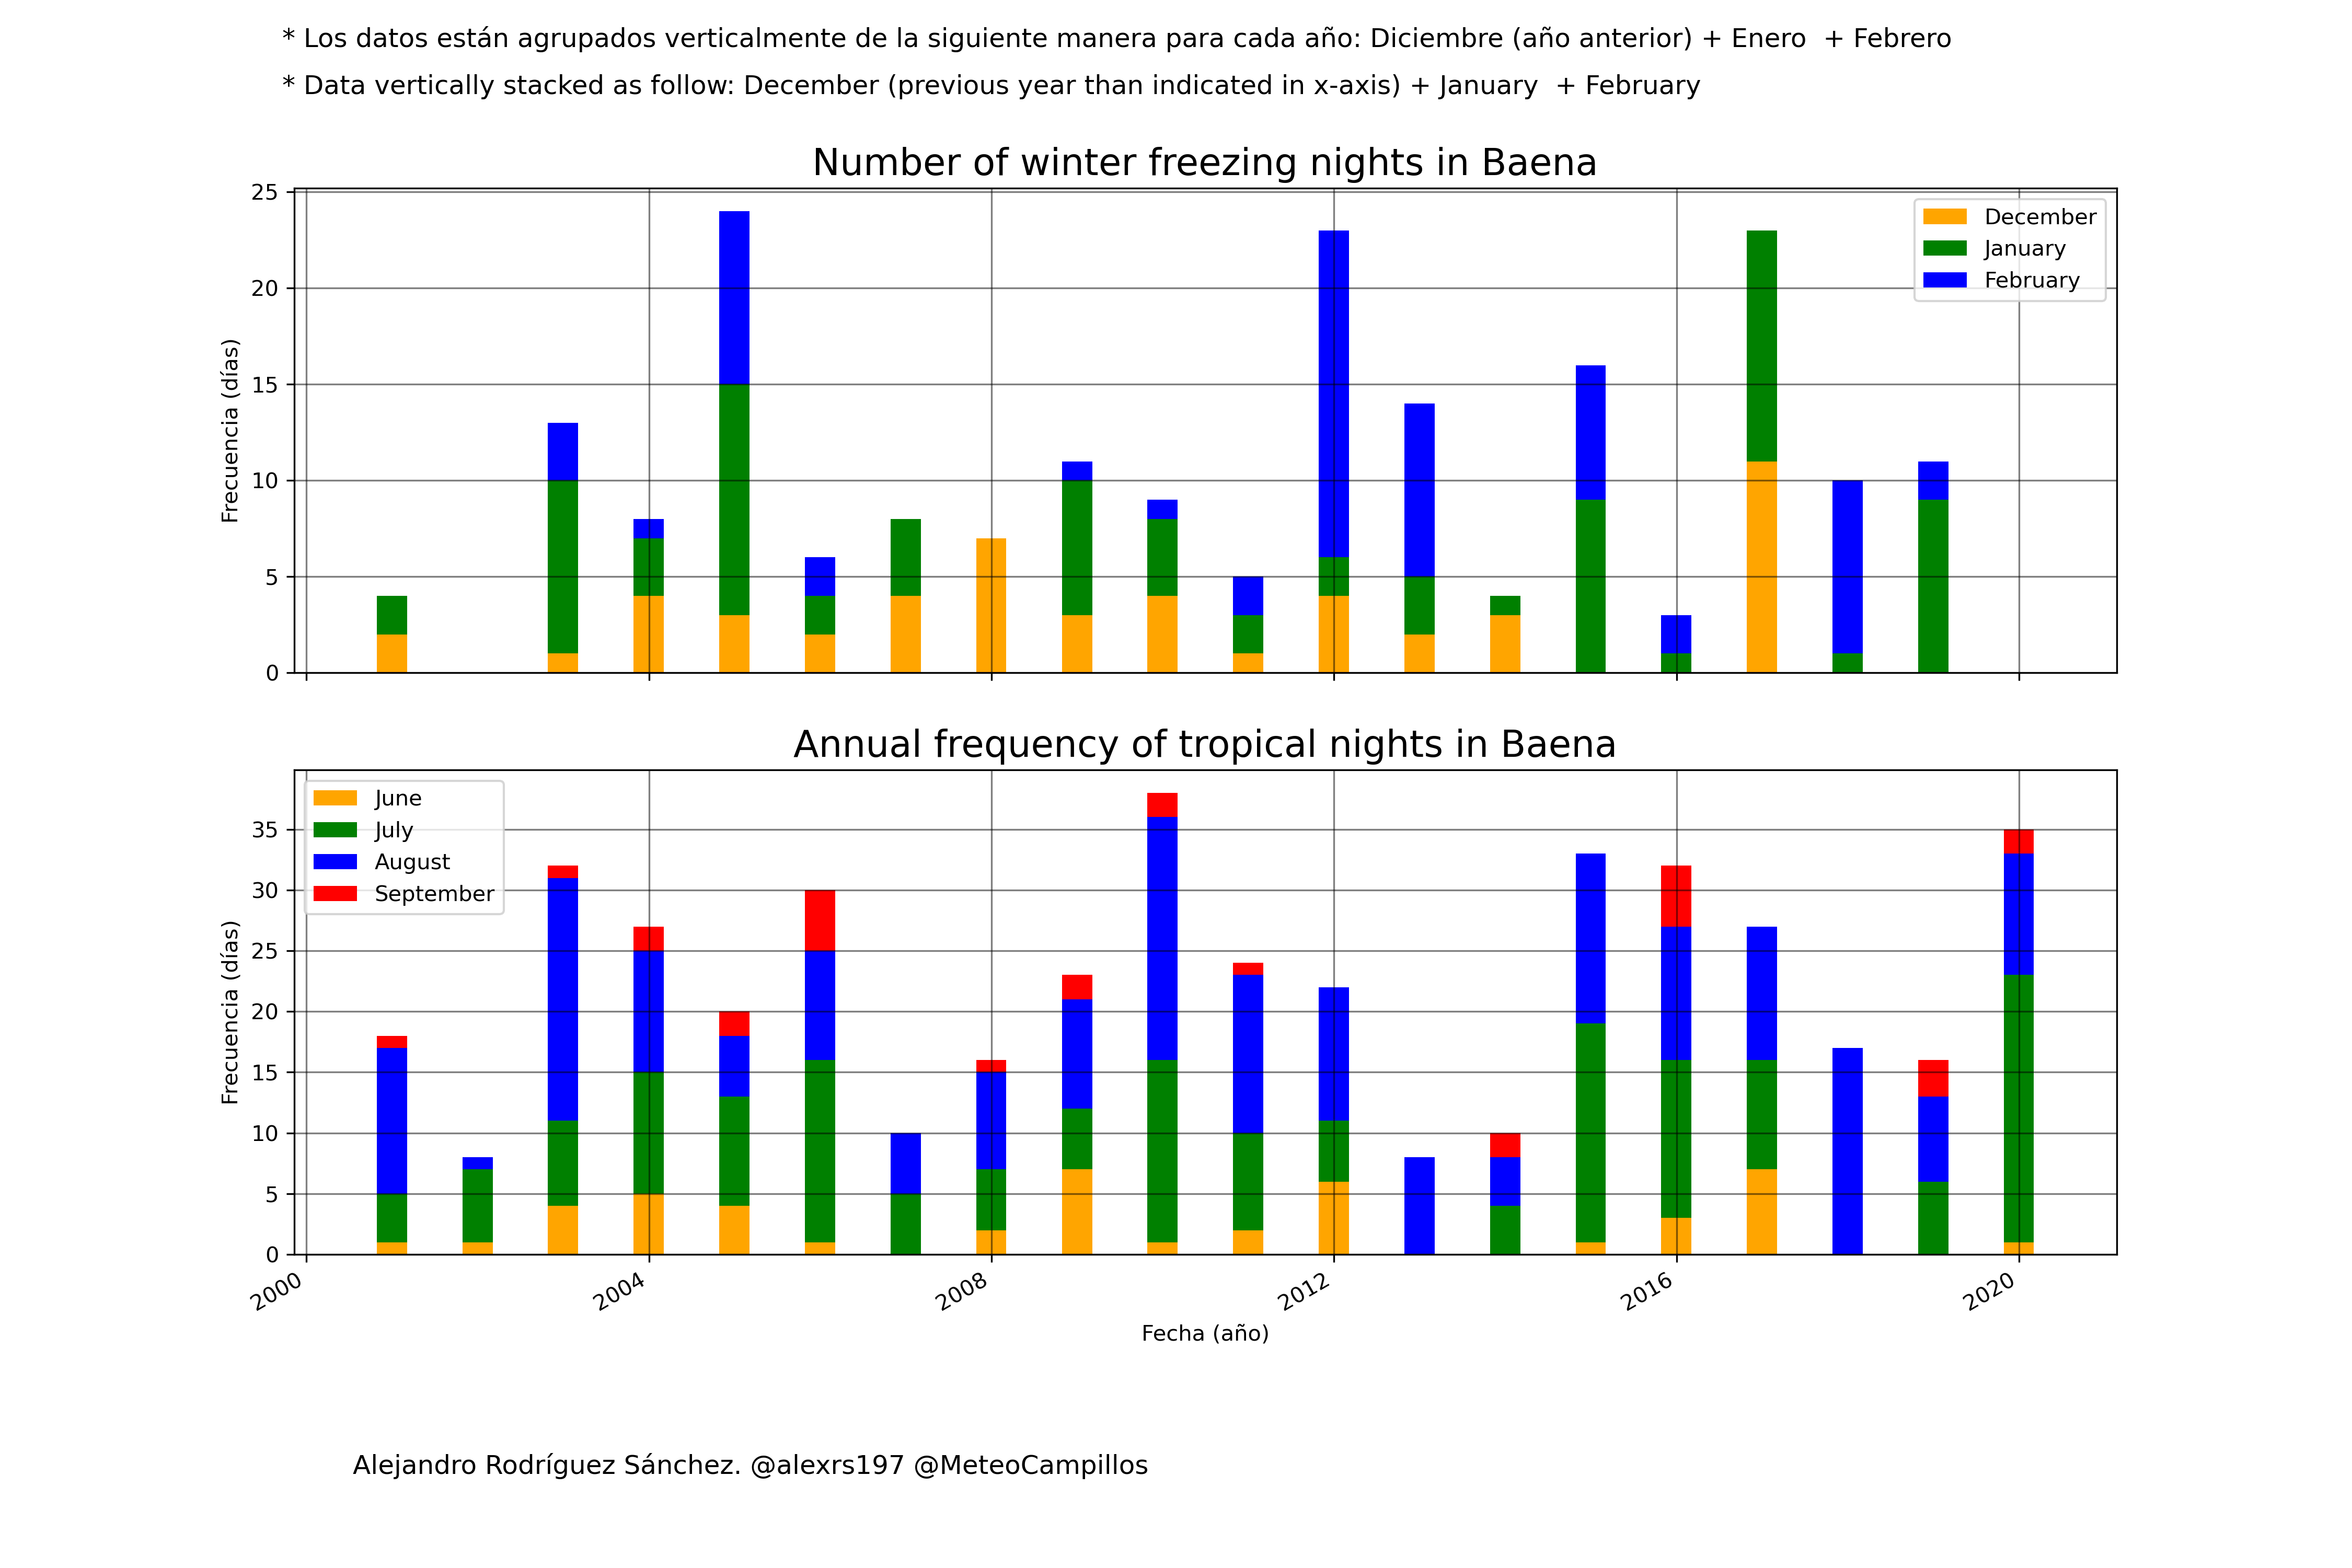 * Los datos están agrupados verticalmente de la siguiente manera para cada año: Diciembre (año anterior) + Enero  + Febrero
* Data vertically stacked as follow: December (previous year than indicated in x-axis) + January  + February
Number of winter freezing nights in Baena
25
20
15
10
5
0
Frecuencia (días)
December
January
February
Annual frequency of tropical nights in Baena
35
30
25
20
15
10
5
0
Frecuencia (días)
June
July
August
September
2000
2004
2008
2012
2016
2020
Fecha (año)
Alejandro Rodríguez Sánchez. @alexrs197 @MeteoCampillos